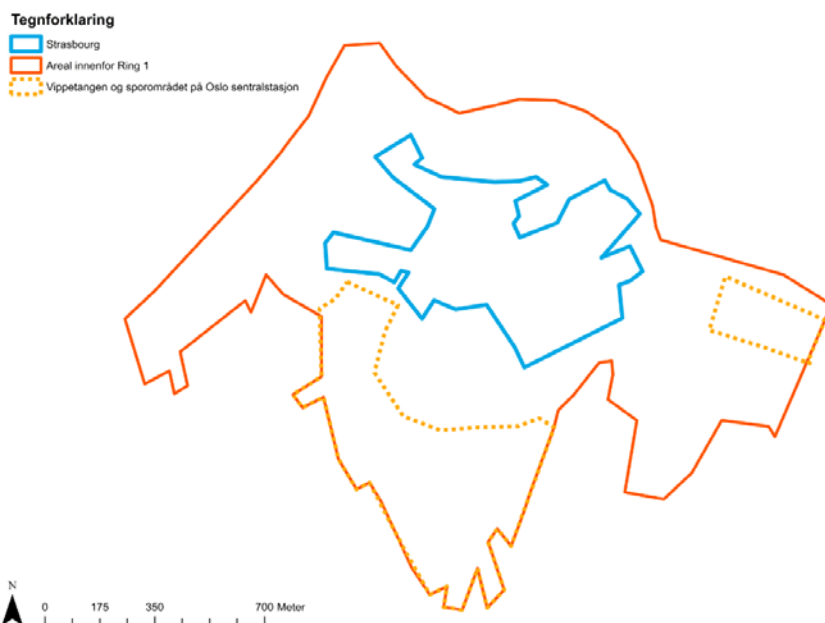 Tegnforklaring
Strasbourg
Areal innenfor Ring 1
Vippetangen og sporområdet på Oslo sentralstasjon
N
0 175 350 700 Meter